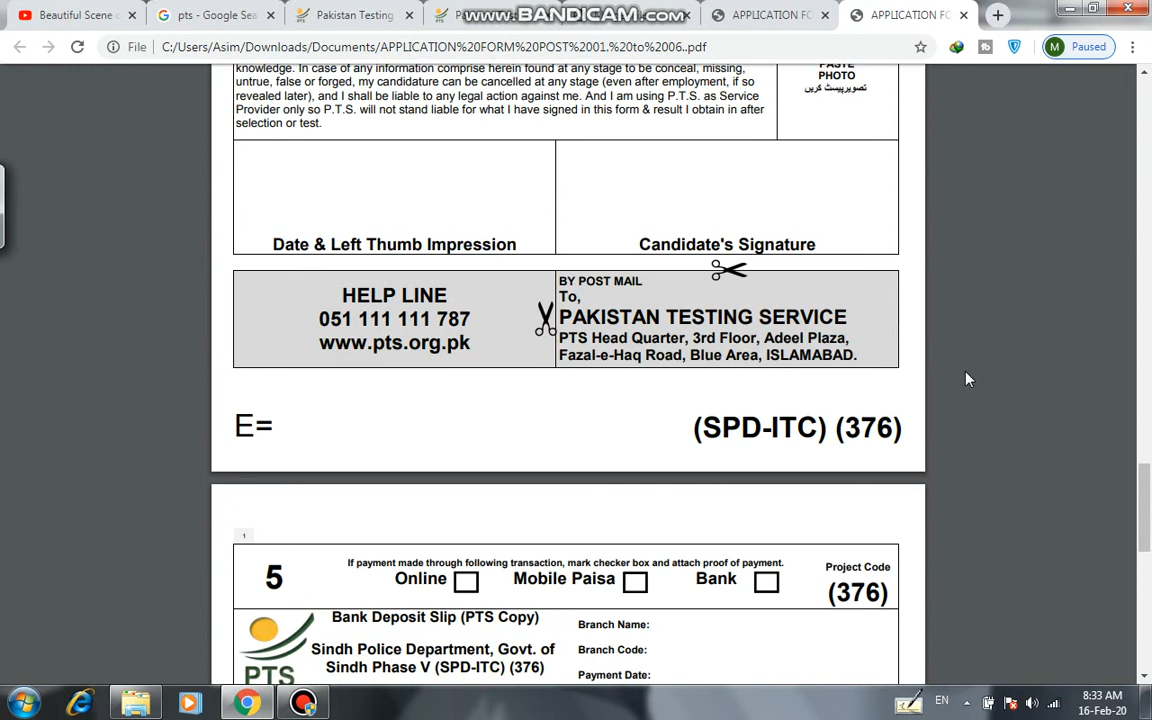 Beautiful Scene
pts - Google Sea
Pakistan Testing
www.BANDICAM.com
APPLICATION FO
APPLICATION FO
File
C:/Users/Asim/Downloads/Documents/APPLICATION%20FORM%20POST%2001.%20to%2006..pdf
M
Paused
knowledge. In case of any information comprise herein found at any stage to be conceal, missing,
untrue, false or forged, my candidature can be cancelled at any stage (even after employment, if so
revealed later), and I shall be liable to any legal action against me. And I am using P.T.S. as Service
Provider only so P.T.S. will not stand liable for what I have signed in this form & result I obtain in after
selection or test.
PASTE
PHOTO
تصویر پیسٹ کریں
Date & Left Thumb Impression
Candidate's Signature
HELP LINE
051 111 111 787
www.pts.org.pk
BY POST MAIL
To,
PAKISTAN TESTING SERVICE
PTS Head Quarter, 3rd Floor, Adeel Plaza,
Fazal-e-Haq Road, Blue Area, ISLAMABAD.
E=
(SPD-ITC) (376)
1
5
If payment made through following transaction, mark checker box and attach proof of payment.
Online
Mobile Paisa
Bank
Project Code
(376)
PTS
Bank Deposit Slip (PTS Copy)
Sindh Police Department, Govt. of
Sindh Phase V (SPD-ITC) (376)
Branch Name:
Branch Code:
Payment Date:
EN
8:33 AM
16-Feb-20